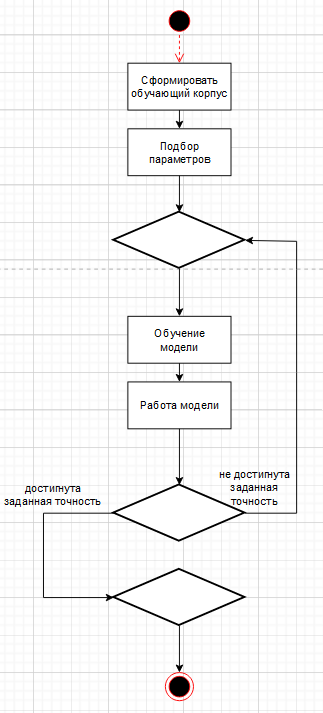 Сформировать
обучающий корпус
Подбор
параметров
Обучение
модели
Работа модели
достигнута
заданная точность
не достигнута
заданная
точность